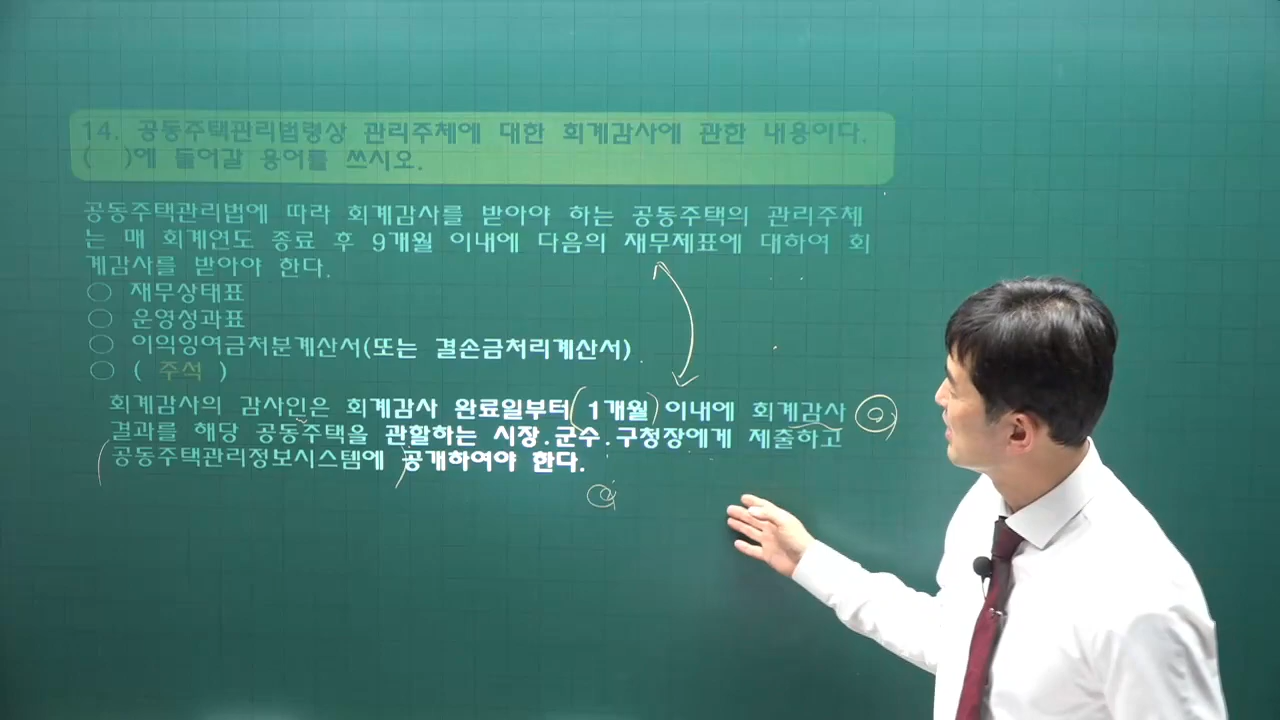 14. 공동주택관리법령상 관리주체에 대한 회계감사에 관한 내용이다.
(   )에 들어갈 용어를 쓰시오.
공동주택관리법에 따라 회계감사를 받아야 하는 공동주택의 관리주체
는 매 회계연도 종료 후 9개월 이내에 다음의 재무제표에 대하여 회
계감사를 받아야 한다.
○ 재무상태표
○ 운영성과표
○ 이익잉여금처분계산서(또는 결손금처리계산서)
○ ( 주석 )
회계감사의 감사인은 회계감사 완료일부터 1개월 이내에 회계감사
결과를 해당 공동주택을 관할하는 시장.군수.구청장에게 제출하고
공동주택관리정보시스템에 공개하여야 한다.